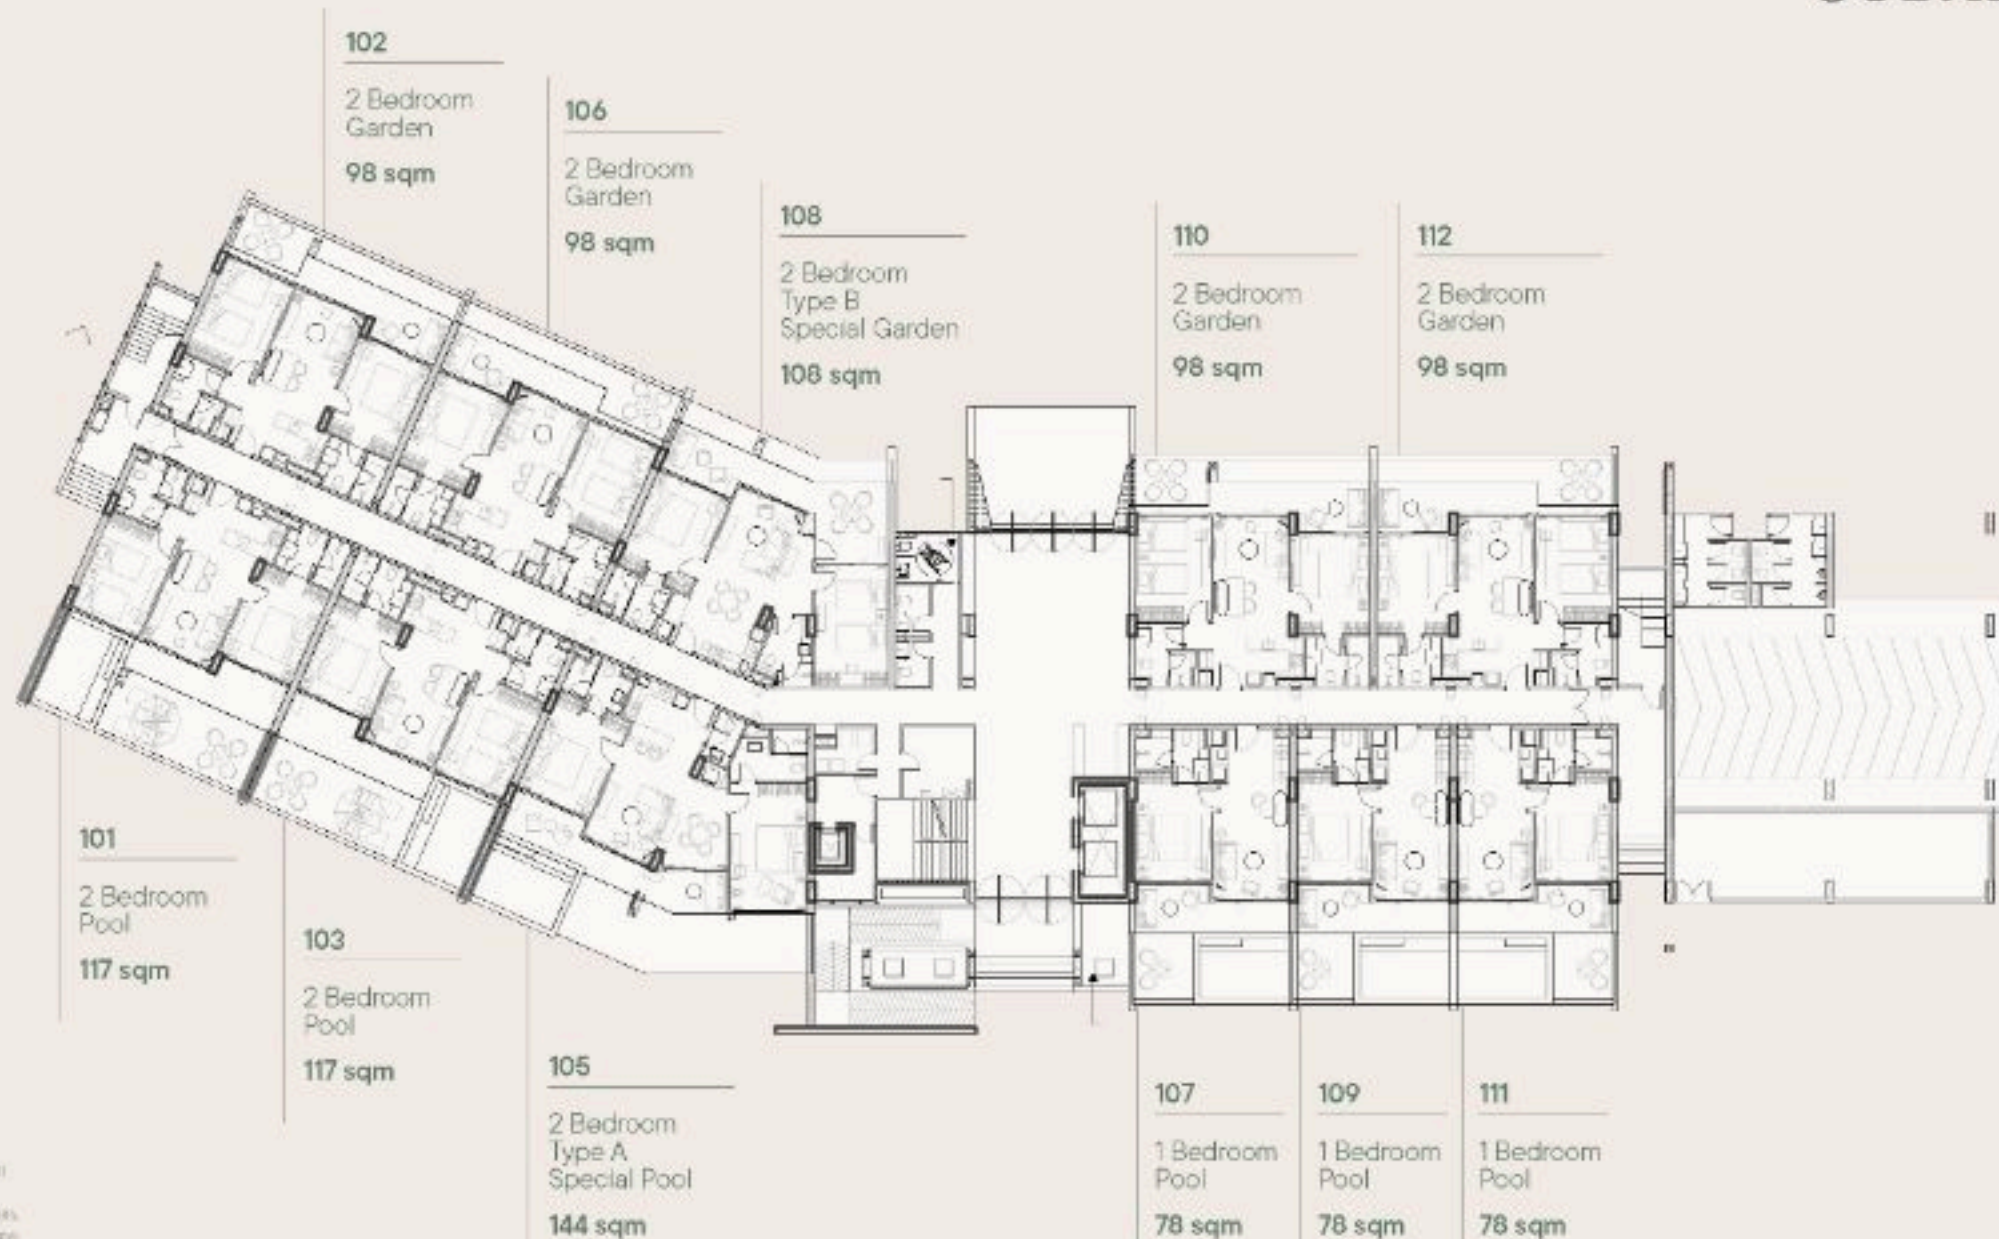 102
2 Bedroom
Garden
98 sqm
106
2 Bedroom
Garden
98 sqm
108
2 Bedroom
Type B
Special Garden
108 sqm
110
2 Bedroom
Garden
98 sqm
112
2 Bedroom
Garden
98 sqm
101
2 Bedroom
Pool
117 sqm
103
2 Bedroom
Pool
117 sqm
105
2 Bedroom
Type A
Special Pool
144 sqm
107
1 Bedroom
Pool
78 sqm
109
1 Bedroom
Pool
78 sqm
111
1 Bedroom
Pool
78 sqm